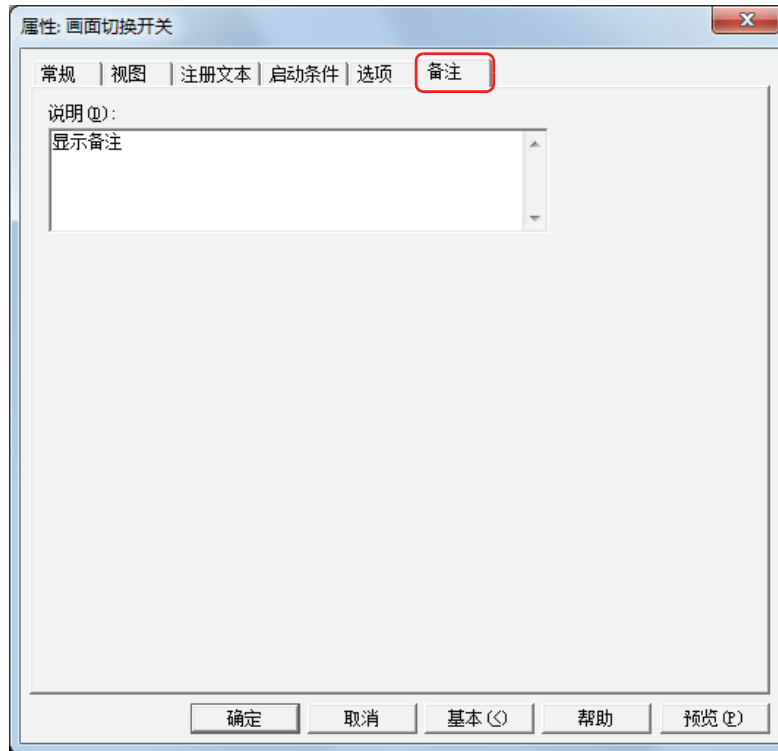 属性: 画面切换开关
常规 视图 注册文本 启动条件 选项 备注
说明(D):
显示备注
确定 取消 基本(<) 帮助 预览(P)